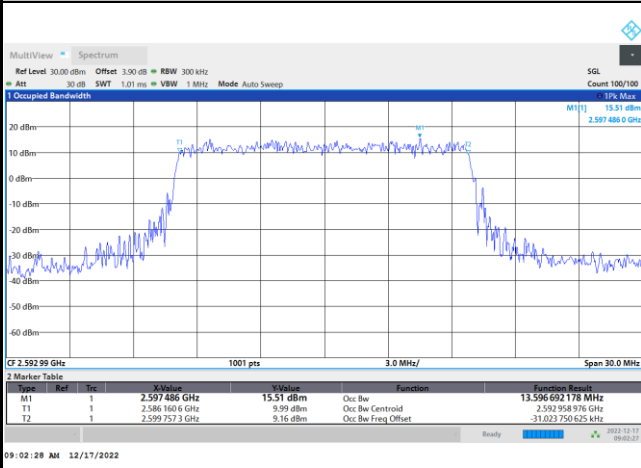 MultiView Spectrum
Ref Level 30.00 dBm Offset 3.90 dB RBW 300 kHz SGL
Att 30 dB SWT 1.01 ms VBW 1 MHz Mode Auto Sweep Count 100/100
1 Occupied Bandwidth 1Pk Max
M1[1] 15.51 dBm
2.597 486 0 GHz
20 dBm
T1 M1 T2
10 dBm
0 dBm
-10 dBm
-20 dBm
-30 dBm
-40 dBm
-50 dBm
-60 dBm
CF 2.592 99 GHz 1001 pts 3.0 MHz/ Span 30.0 MHz
2 Marker Table
Type Ref Trc X-Value Y-Value Function Function Result
M1 1 2.597 486 GHz 15.51 dBm Occ Bw 13.596 692 178 MHz
T1 1 2.586 160 6 GHz 9.99 dBm Occ Bw Centroid 2.592 958 976 GHz
T2 1 2.599 757 3 GHz 9.16 dBm Occ Bw Freq Offset -31.023 750 625 kHz
Ready 2022-12-17
09:02:27
09:02:28 AM 12/17/2022